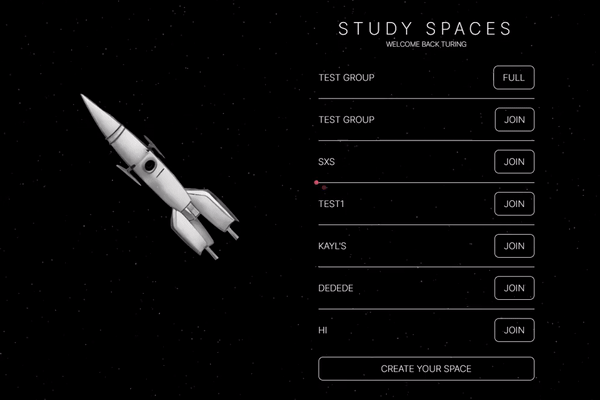 STUDY SPACES
WELCOME BACK, TURING
TEST GROUP FULL
TEST GROUP JOIN
SXS JOIN
TEST1 JOIN
KAYL'S JOIN
DEDEDE JOIN
HI JOIN
CREATE YOUR SPACE